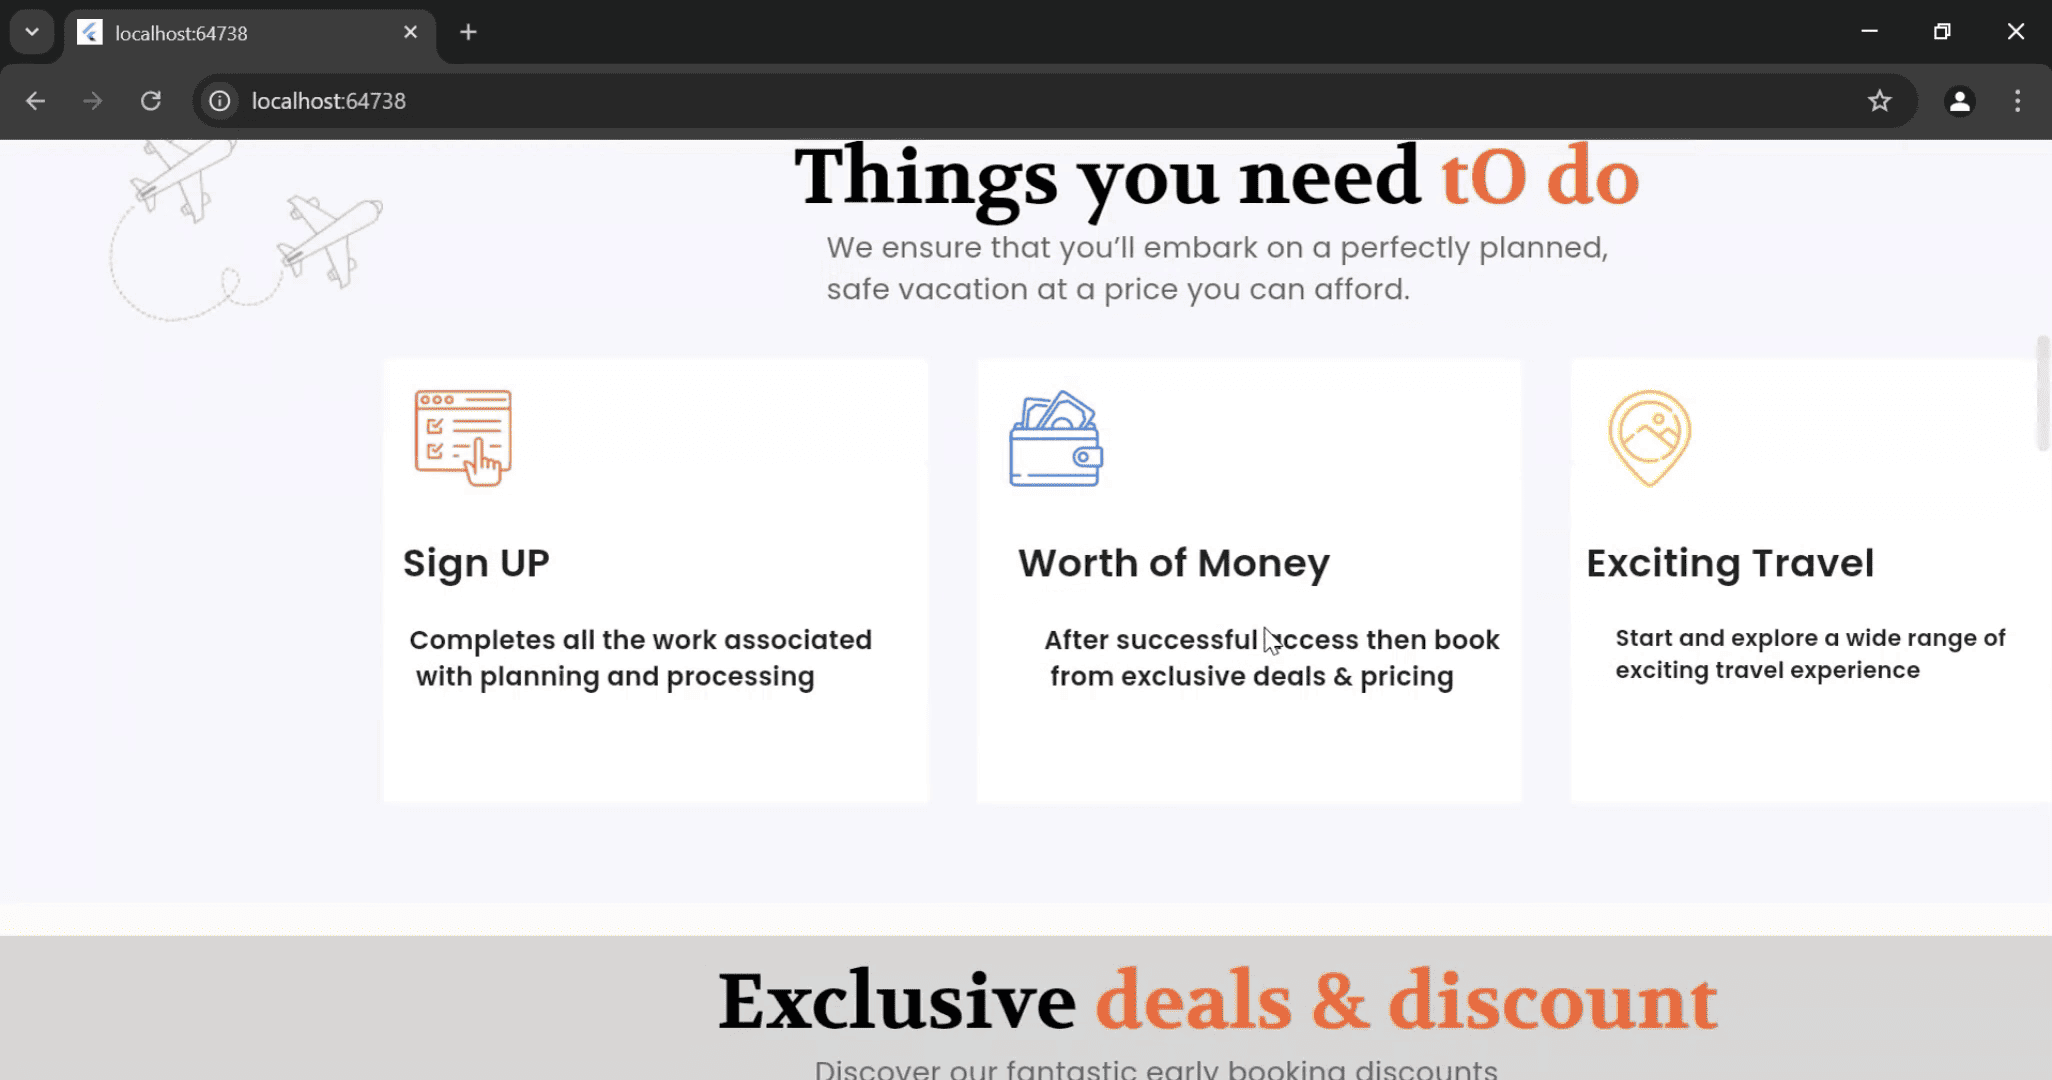 localhost:64738
localhost:64738
Things you need tO do
We ensure that you’ll embark on a perfectly planned,
safe vacation at a price you can afford.
Sign UP
Completes all the work associated
with planning and processing
Worth of Money
After successful access then book
from exclusive deals & pricing
Exciting Travel
Start and explore a wide range of
exciting travel experience
Exclusive deals & discount
Discover our fantastic early booking discounts